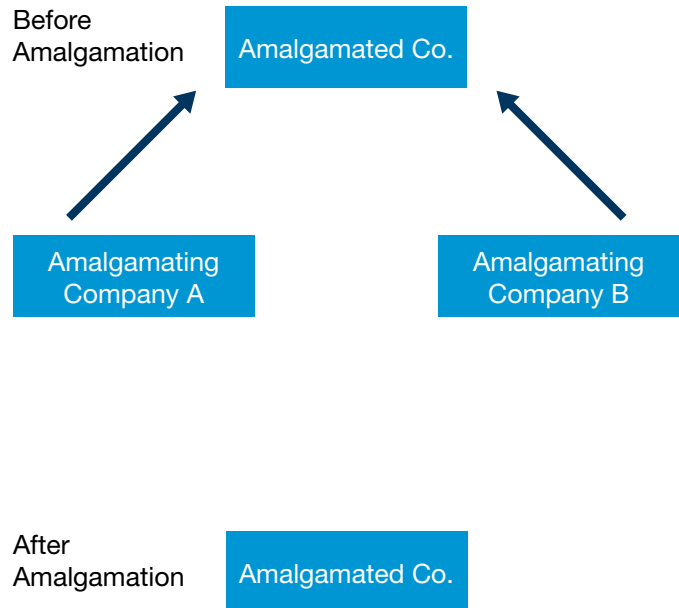 Before
Amalgamation
Amalgamated Co.
Amalgamating
Company A
Amalgamating
Company B
After
Amalgamation
Amalgamated Co.